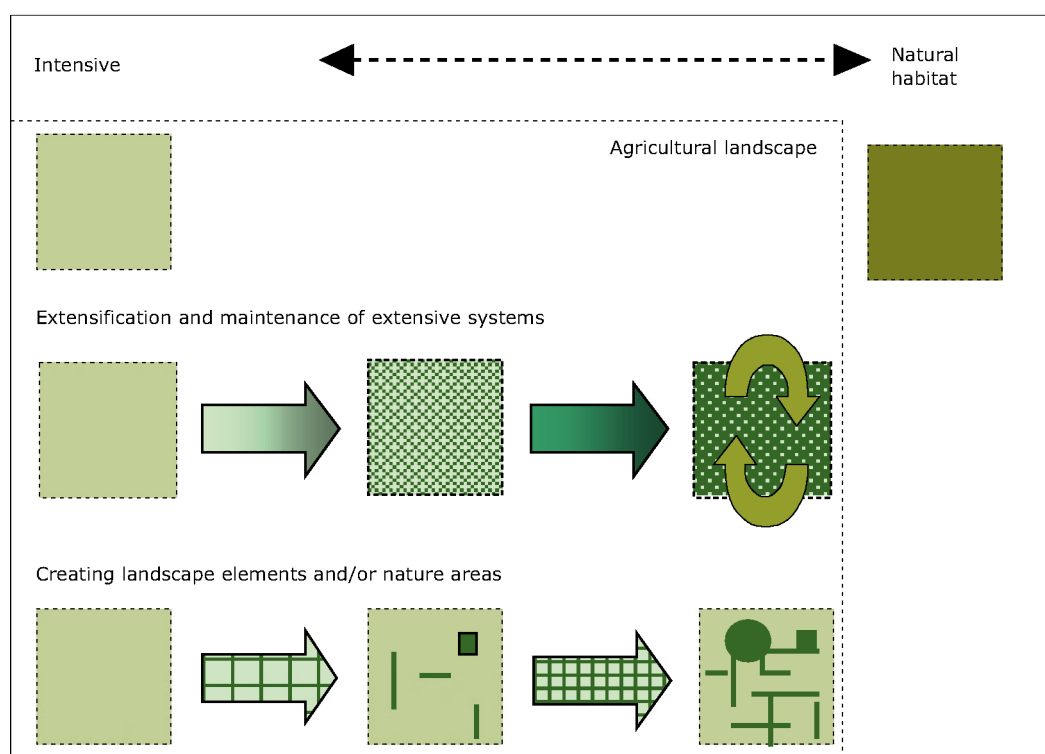 Intensive
Natural
habitat
Agricultural landscape
Extensification and maintenance of extensive systems
Creating landscape elements and/or nature areas